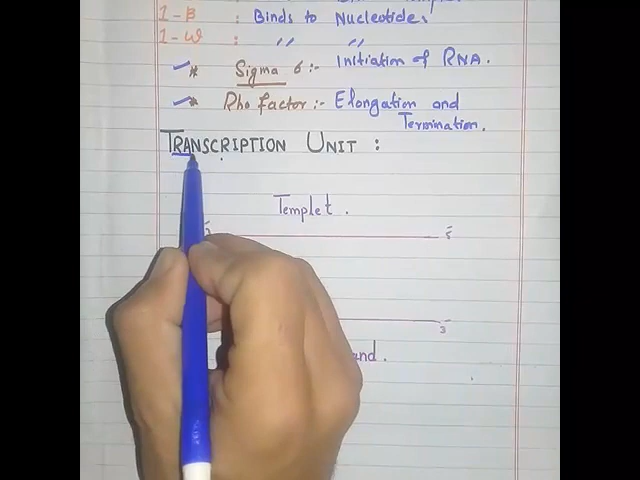 1-β : Binds to Nucleotides
1-ω : " "
* Sigma σ :- Initiation of RNA.
* Rho factor :- Elongation and
Termination.
TRANSCRIPTION UNIT :
Templet.
5
3
and.